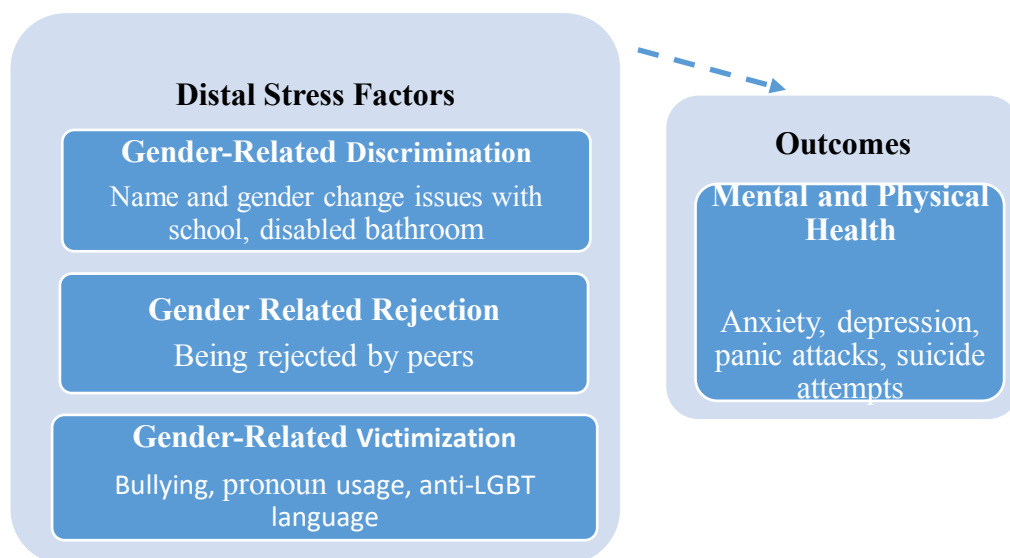 Distal Stress Factors
Gender-Related Discrimination
Name and gender change issues with
school, disabled bathroom
Gender Related Rejection
Being rejected by peers
Gender-Related Victimization
Bullying, pronoun usage, anti-LGBT
language
Outcomes
Mental and Physical
Health
Anxiety, depression,
panic attacks, suicide
attempts